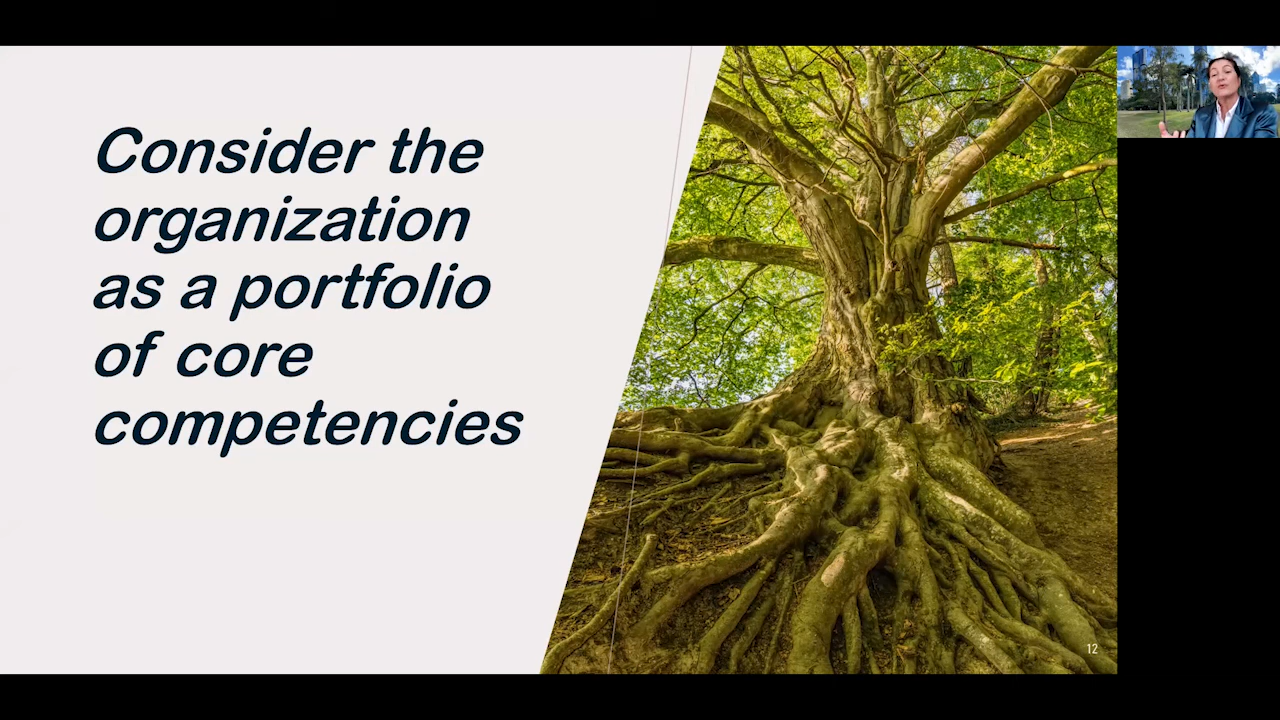 Consider the
organization
as a portfolio
of core
competencies
12